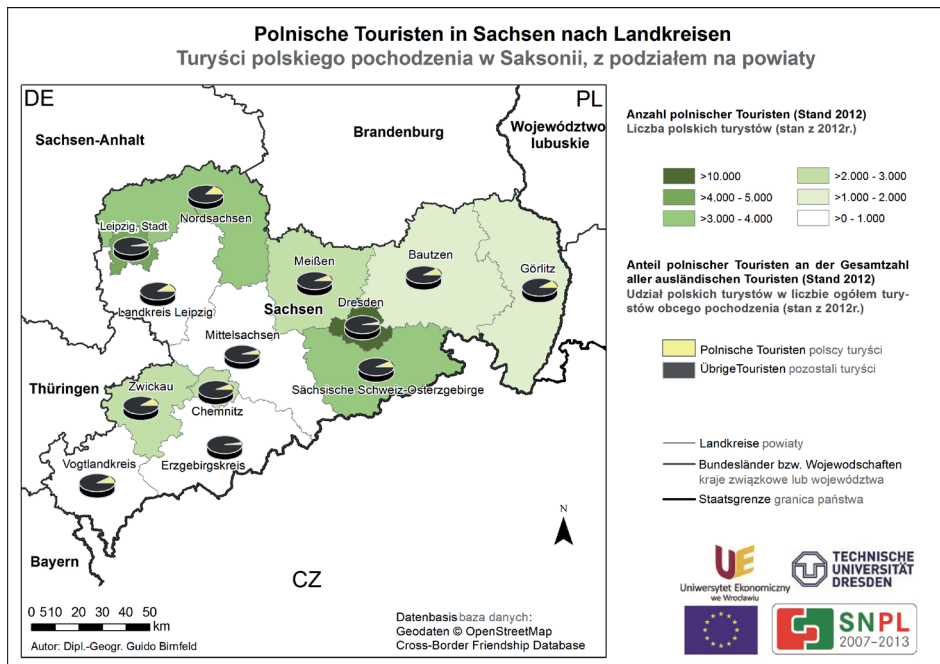 Polnische Touristen in Sachsen nach Landkreisen
Turyści polskiego pochodzenia w Saksonii, z podziałem na powiaty
DE
PL
Sachsen-Anhalt
Brandenburg
Województwo
lubuskie
Nordsachsen
Leipzig, Stadt
Landkreis Leipzig
Meißen
Bautzen
Görlitz
Sachsen
Dresden
Mittelsachsen
Sächsische Schweiz-Osterzgebirge
Thüringen
Zwickau
Chemnitz
Vogtlandkreis
Erzgebirgskreis
Bayern
CZ
N
0 510 20 30 40 50
km
Autor: Dipl.-Geogr. Guido Birnfeld
Datenbasis baza danych:
Geodaten © OpenStreetMap
Cross-Border Friendship Database
Anzahl polnischer Touristen (Stand 2012)
Liczba polskich turystów (stan z 2012r.)
>10.000
>4.000 - 5.000
>3.000 - 4.000
>2.000 - 3.000
>1.000 - 2.000
>0 - 1.000
Anteil polnischer Touristen an der Gesamtzahl
aller ausländischen Touristen (Stand 2012)
Udział polskich turystów w liczbie ogółem tury-
stów obcego pochodzenia (stan z 2012r.)
Polnische Touristen polscy turyści
ÜbrigeTouristen pozostali turyści
Landkreise powiaty
Bundesländer bzw. Wojewodschaften
kraje związkowe lub województwa
Staatsgrenze granica państwa
UE
Uniwersytet Ekonomiczny
we Wrocławiu
TECHNISCHE
UNIVERSITÄT
DRESDEN
SNPL
2007-2013